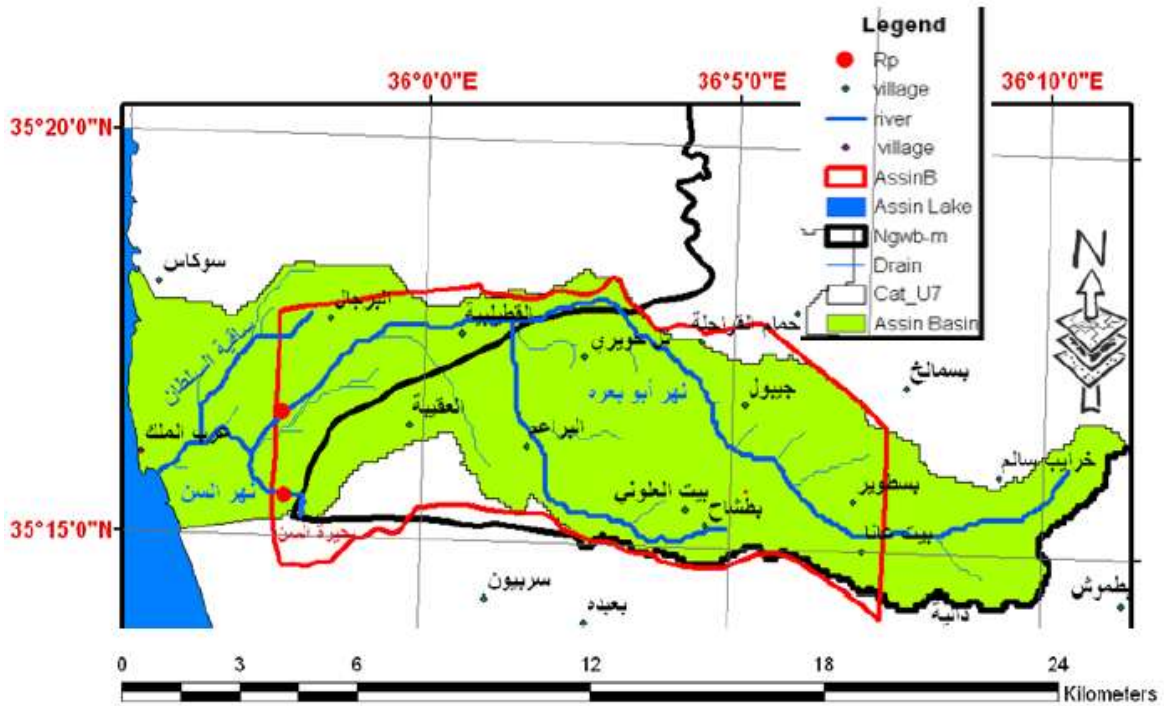 Legend
Rp
village
river
village
AssinB
Assin Lake
Ngwb-m
Drain
Cat_U7
Assin Basin
36°0'0"E
36°5'0"E
36°10'0"E
35°20'0"N
N
سوكاس
البرجان
القطيلبية
حمام القراحلة
تل حويري
بسمالخ
ساقية السلطان
نهر أبو بعره
جيبول
العقيبة
عرب الملك
البراعم
خرايب سالم
نهر السن
بيت العلوني
بسطوير
بطشاح
35°15'0"N
بحيرة السن
بيت عانا
سربيون
بعبده
دالية
بطموش
0
3
6
12
18
24
Kilometers